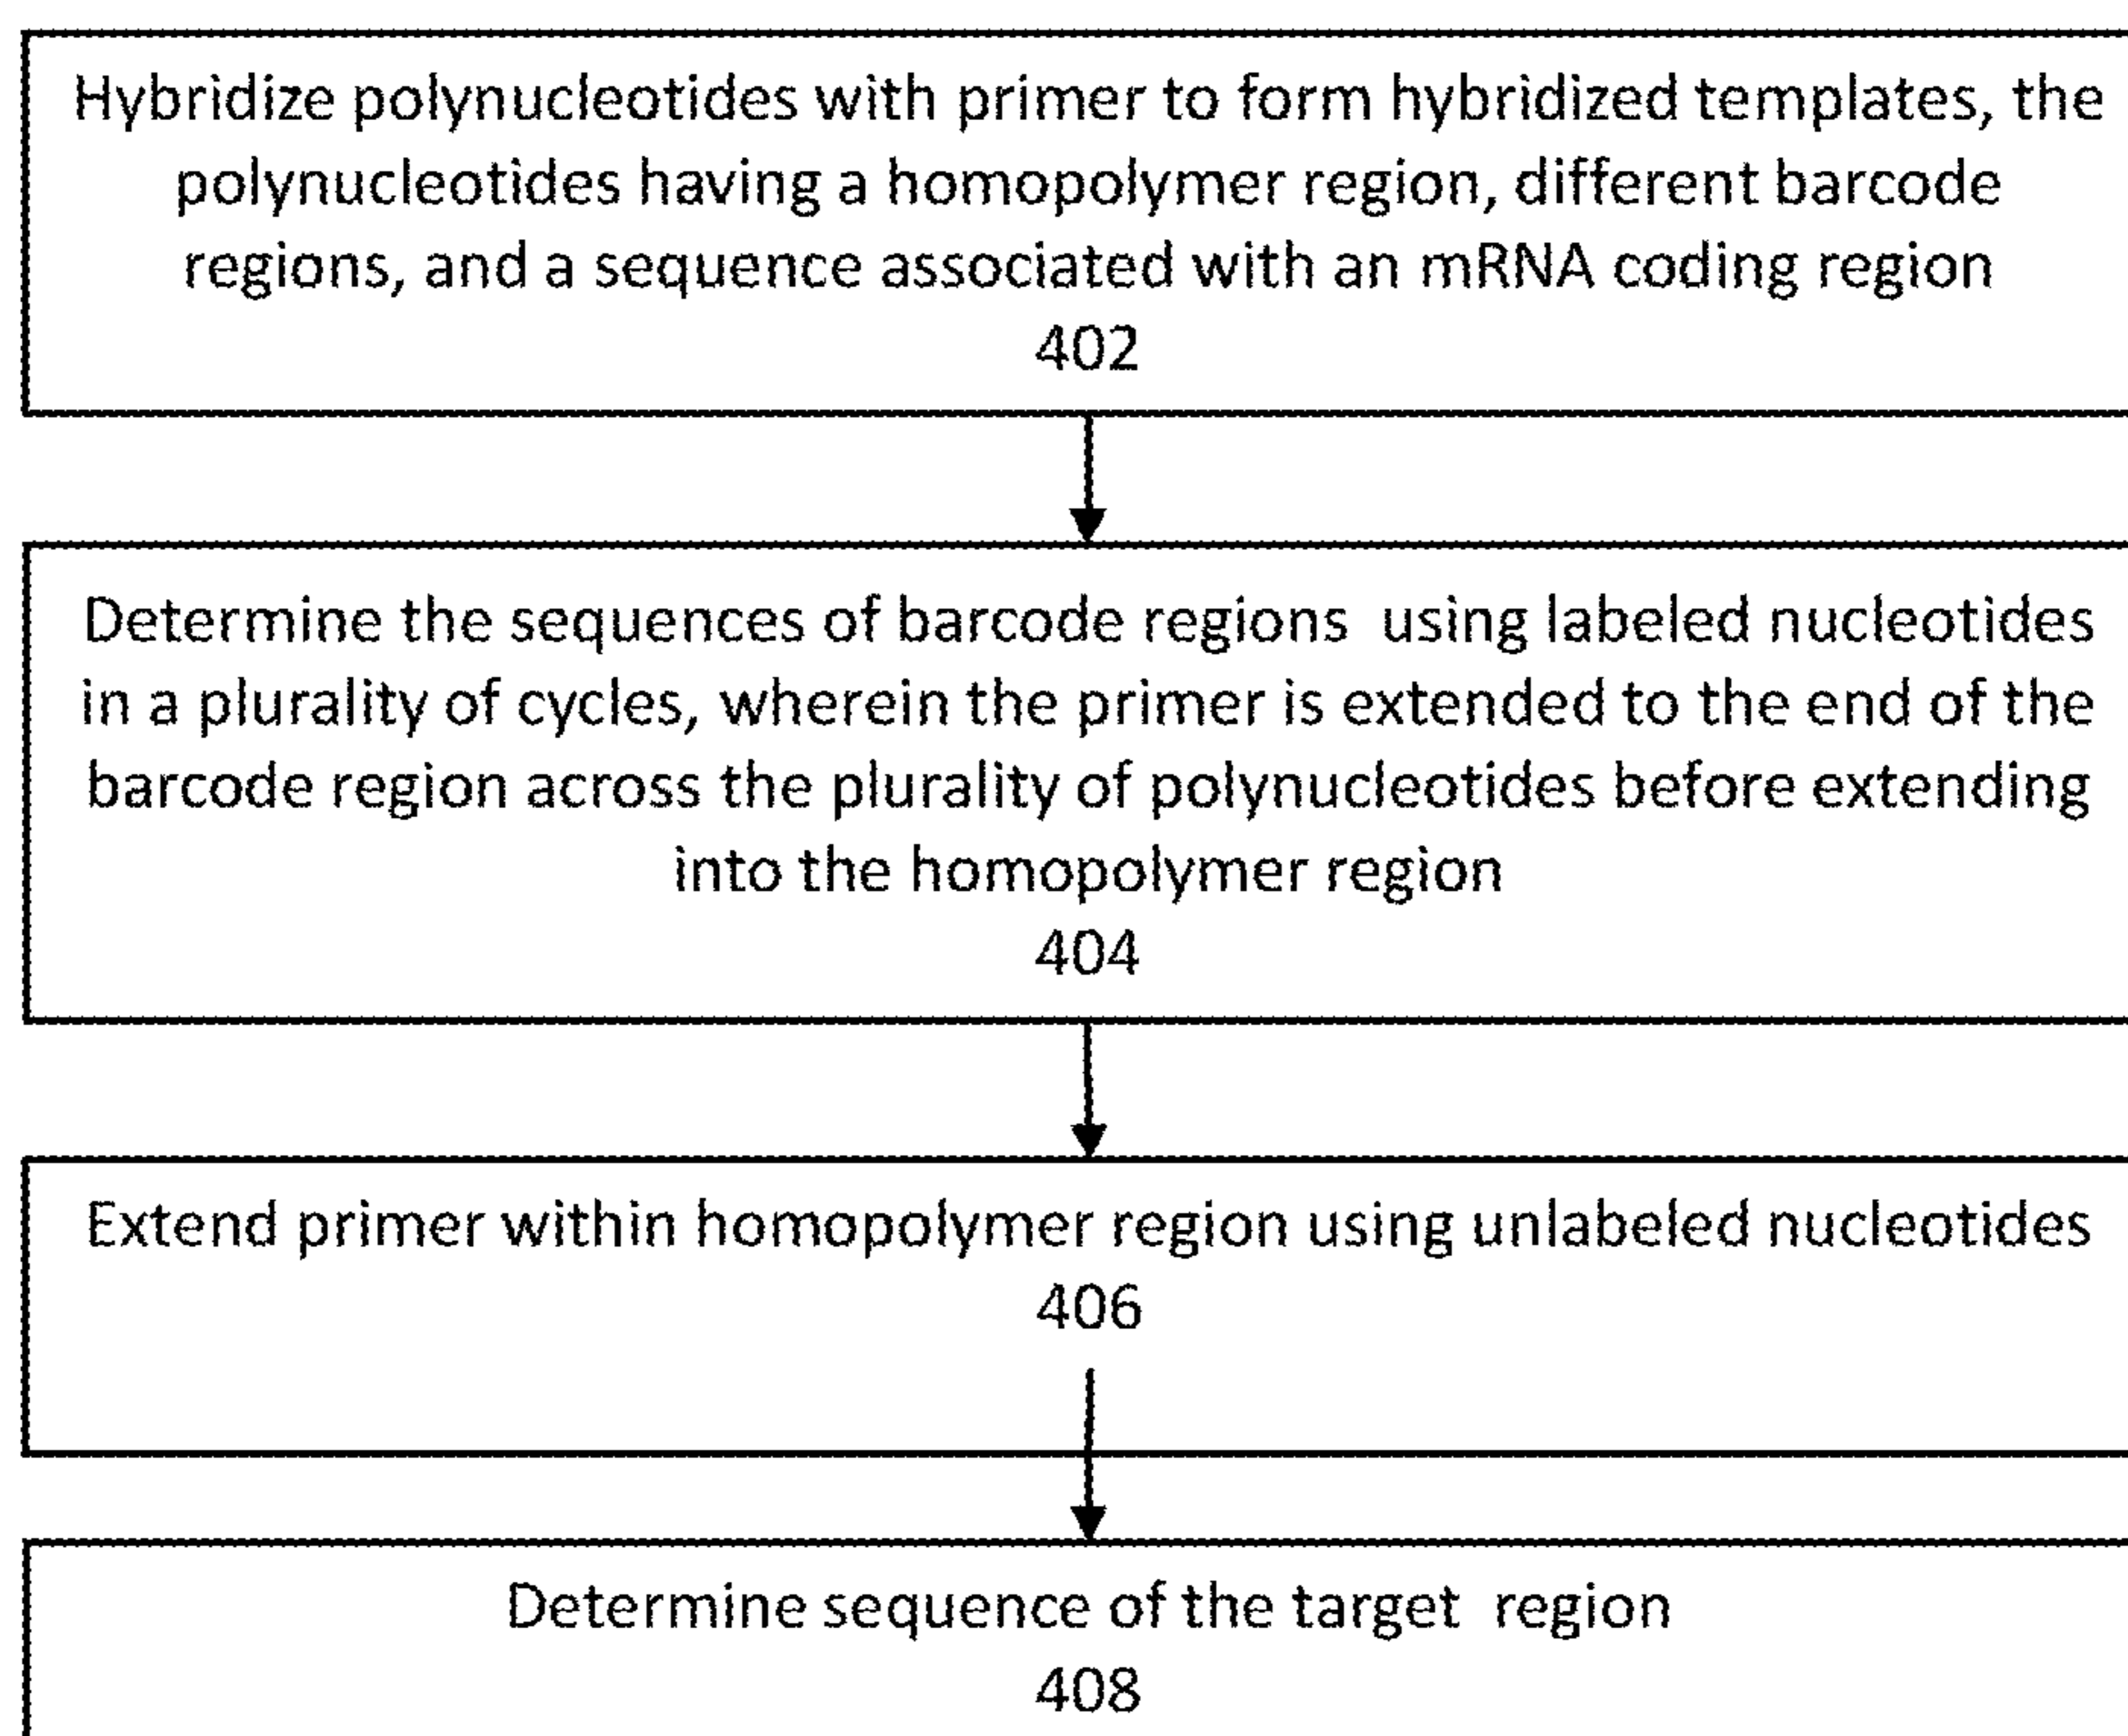 Hybridize polynucleotides with primer to form hybridized templates, the
polynucleotides having a homopolymer region, different barcode
regions, and a sequence associated with an mRNA coding region
402
Determine the sequences of barcode regions using labeled nucleotides
in a plurality of cycles, wherein the primer is extended to the end of the
barcode region across the plurality of polynucleotides before extending
into the homopolymer region
404
Extend primer within homopolymer region using unlabeled nucleotides
406
Determine sequence of the target region
408